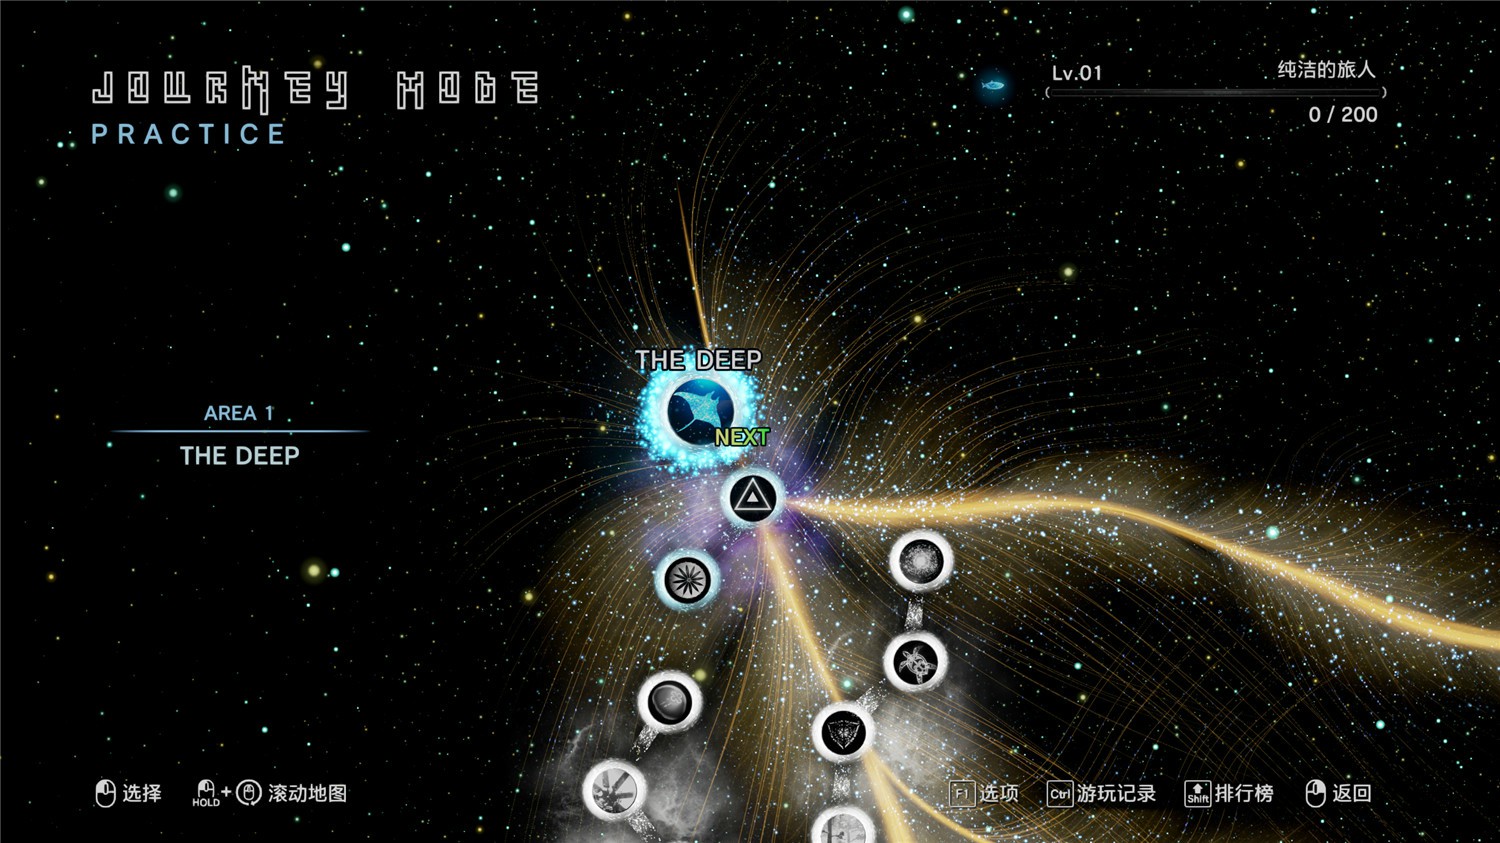 JOURNEY MODE
PRACTICE
Lv.01
纯洁的旅人
0 / 200
THE DEEP
NEXT
AREA 1
THE DEEP
选择
HOLD + 滚动地图
F1 选项
Ctrl 游玩记录
Shift 排行榜
返回